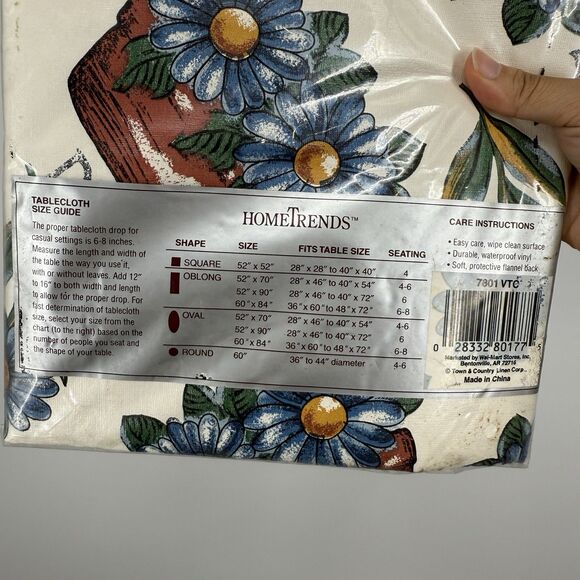 TABLECLOTH
SIZE GUIDE
The proper tablecloth drop for
casual settings is 6-8 inches.
Measure the length and width of
the table the way you use it
with or without leaves. Add 12"
to 16" to both width and length
to allow for the proper drop. For
fast determination of tablecloth
size, select your size from the
chart (to the right) based on the
number of people you seat and
the shape of your table.
HOMETRENDS™
SHAPE SIZE FITS TABLE SIZE SEATING
SQUARE 52" x 52" 28" x 28" to 40" x 40" 4
OBLONG 52" x 70" 28" x 46" to 40" x 54" 4-6
52" x 90" 28" x 46" to 40" x 72" 6
60" x 84" 36" x 60" to 48" x 72" 6-8
OVAL 52" x 70" 28" x 46" to 40" x 54" 4-6
52" x 90" 28" x 46" to 40" x 72" 6
60" x 84" 36" x 60" to 48" x 72" 6-8
ROUND 60" 36" to 44" diameter 4-6
CARE INSTRUCTIONS
• Easy care, wipe clean surface
• Durable, waterproof vinyl
• Soft, protective flannel back
7801 VTC
0 28332 80177 5
Marketed by Wal-Mart Stores, Inc.
Bentonville, AR 72716
© Town & Country Linen Corp.
Made in China